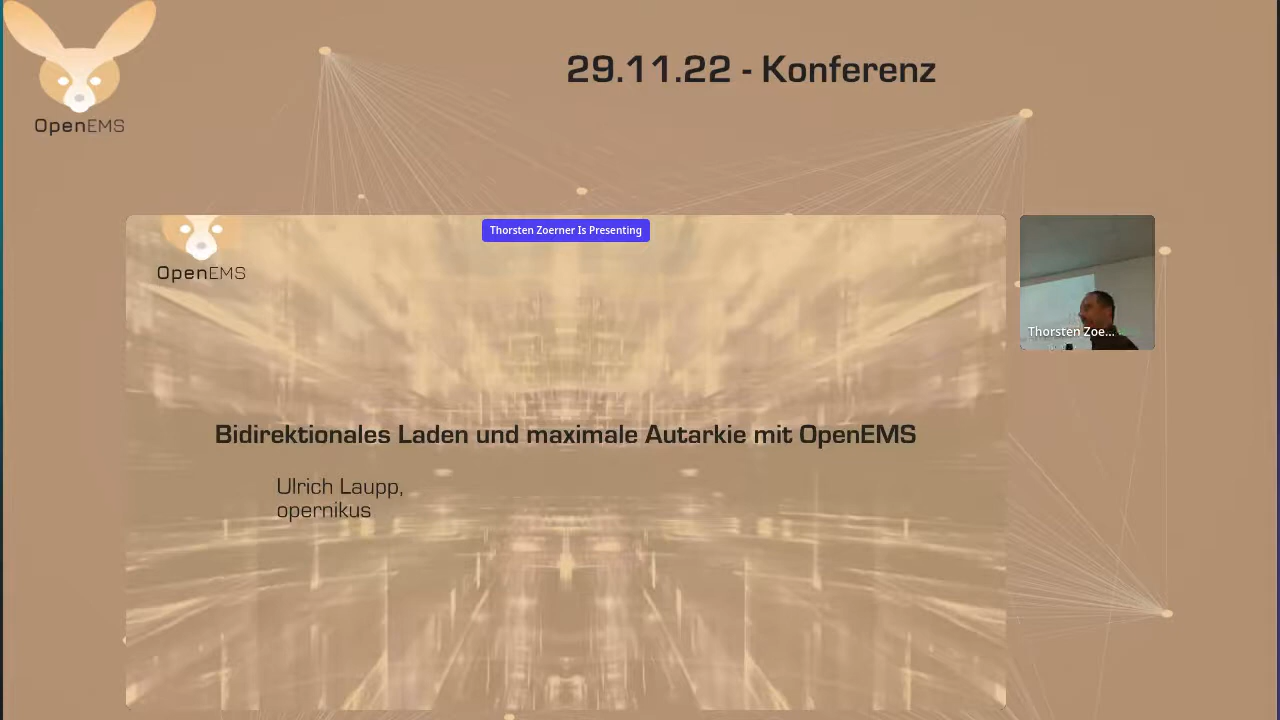 OpenEMS
29.11.22 - Konferenz
Thorsten Zoerner Is Presenting
OpenEMS
Thorsten Zoe...
Bidirektionales Laden und maximale Autarkie mit OpenEMS
Ulrich Laupp,
opernikus